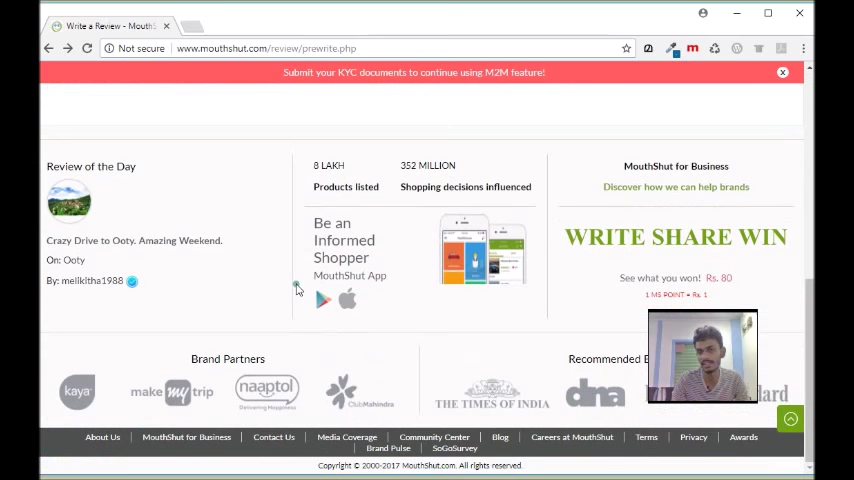 Write a Review - MouthS
Not secure
www.mouthshut.com/review/prewrite.php
Submit your KYC documents to continue using M2M feature!
Review of the Day
Crazy Drive to Ooty. Amazing Weekend.
On: Ooty
By: melikitha1988
8 LAKH
Products listed
352 MILLION
Shopping decisions influenced
Be an
Informed
Shopper
MouthShut App
MouthShut for Business
Discover how we can help brands
WRITE SHARE WIN
See what you won! Rs. 80
1 MS POINT = Rs. 1
Brand Partners
kaya
make my trip
naaptol
Delivering Happiness
ClubMahindra
Recommended
THE TIMES OF INDIA
dna
About Us
MouthShut for Business
Contact Us
Media Coverage
Community Center
Blog
Careers at MouthShut
Terms
Privacy
Awards
Brand Pulse
SoGoSurvey
Copyright © 2000-2017 MouthShut.com. All rights reserved.